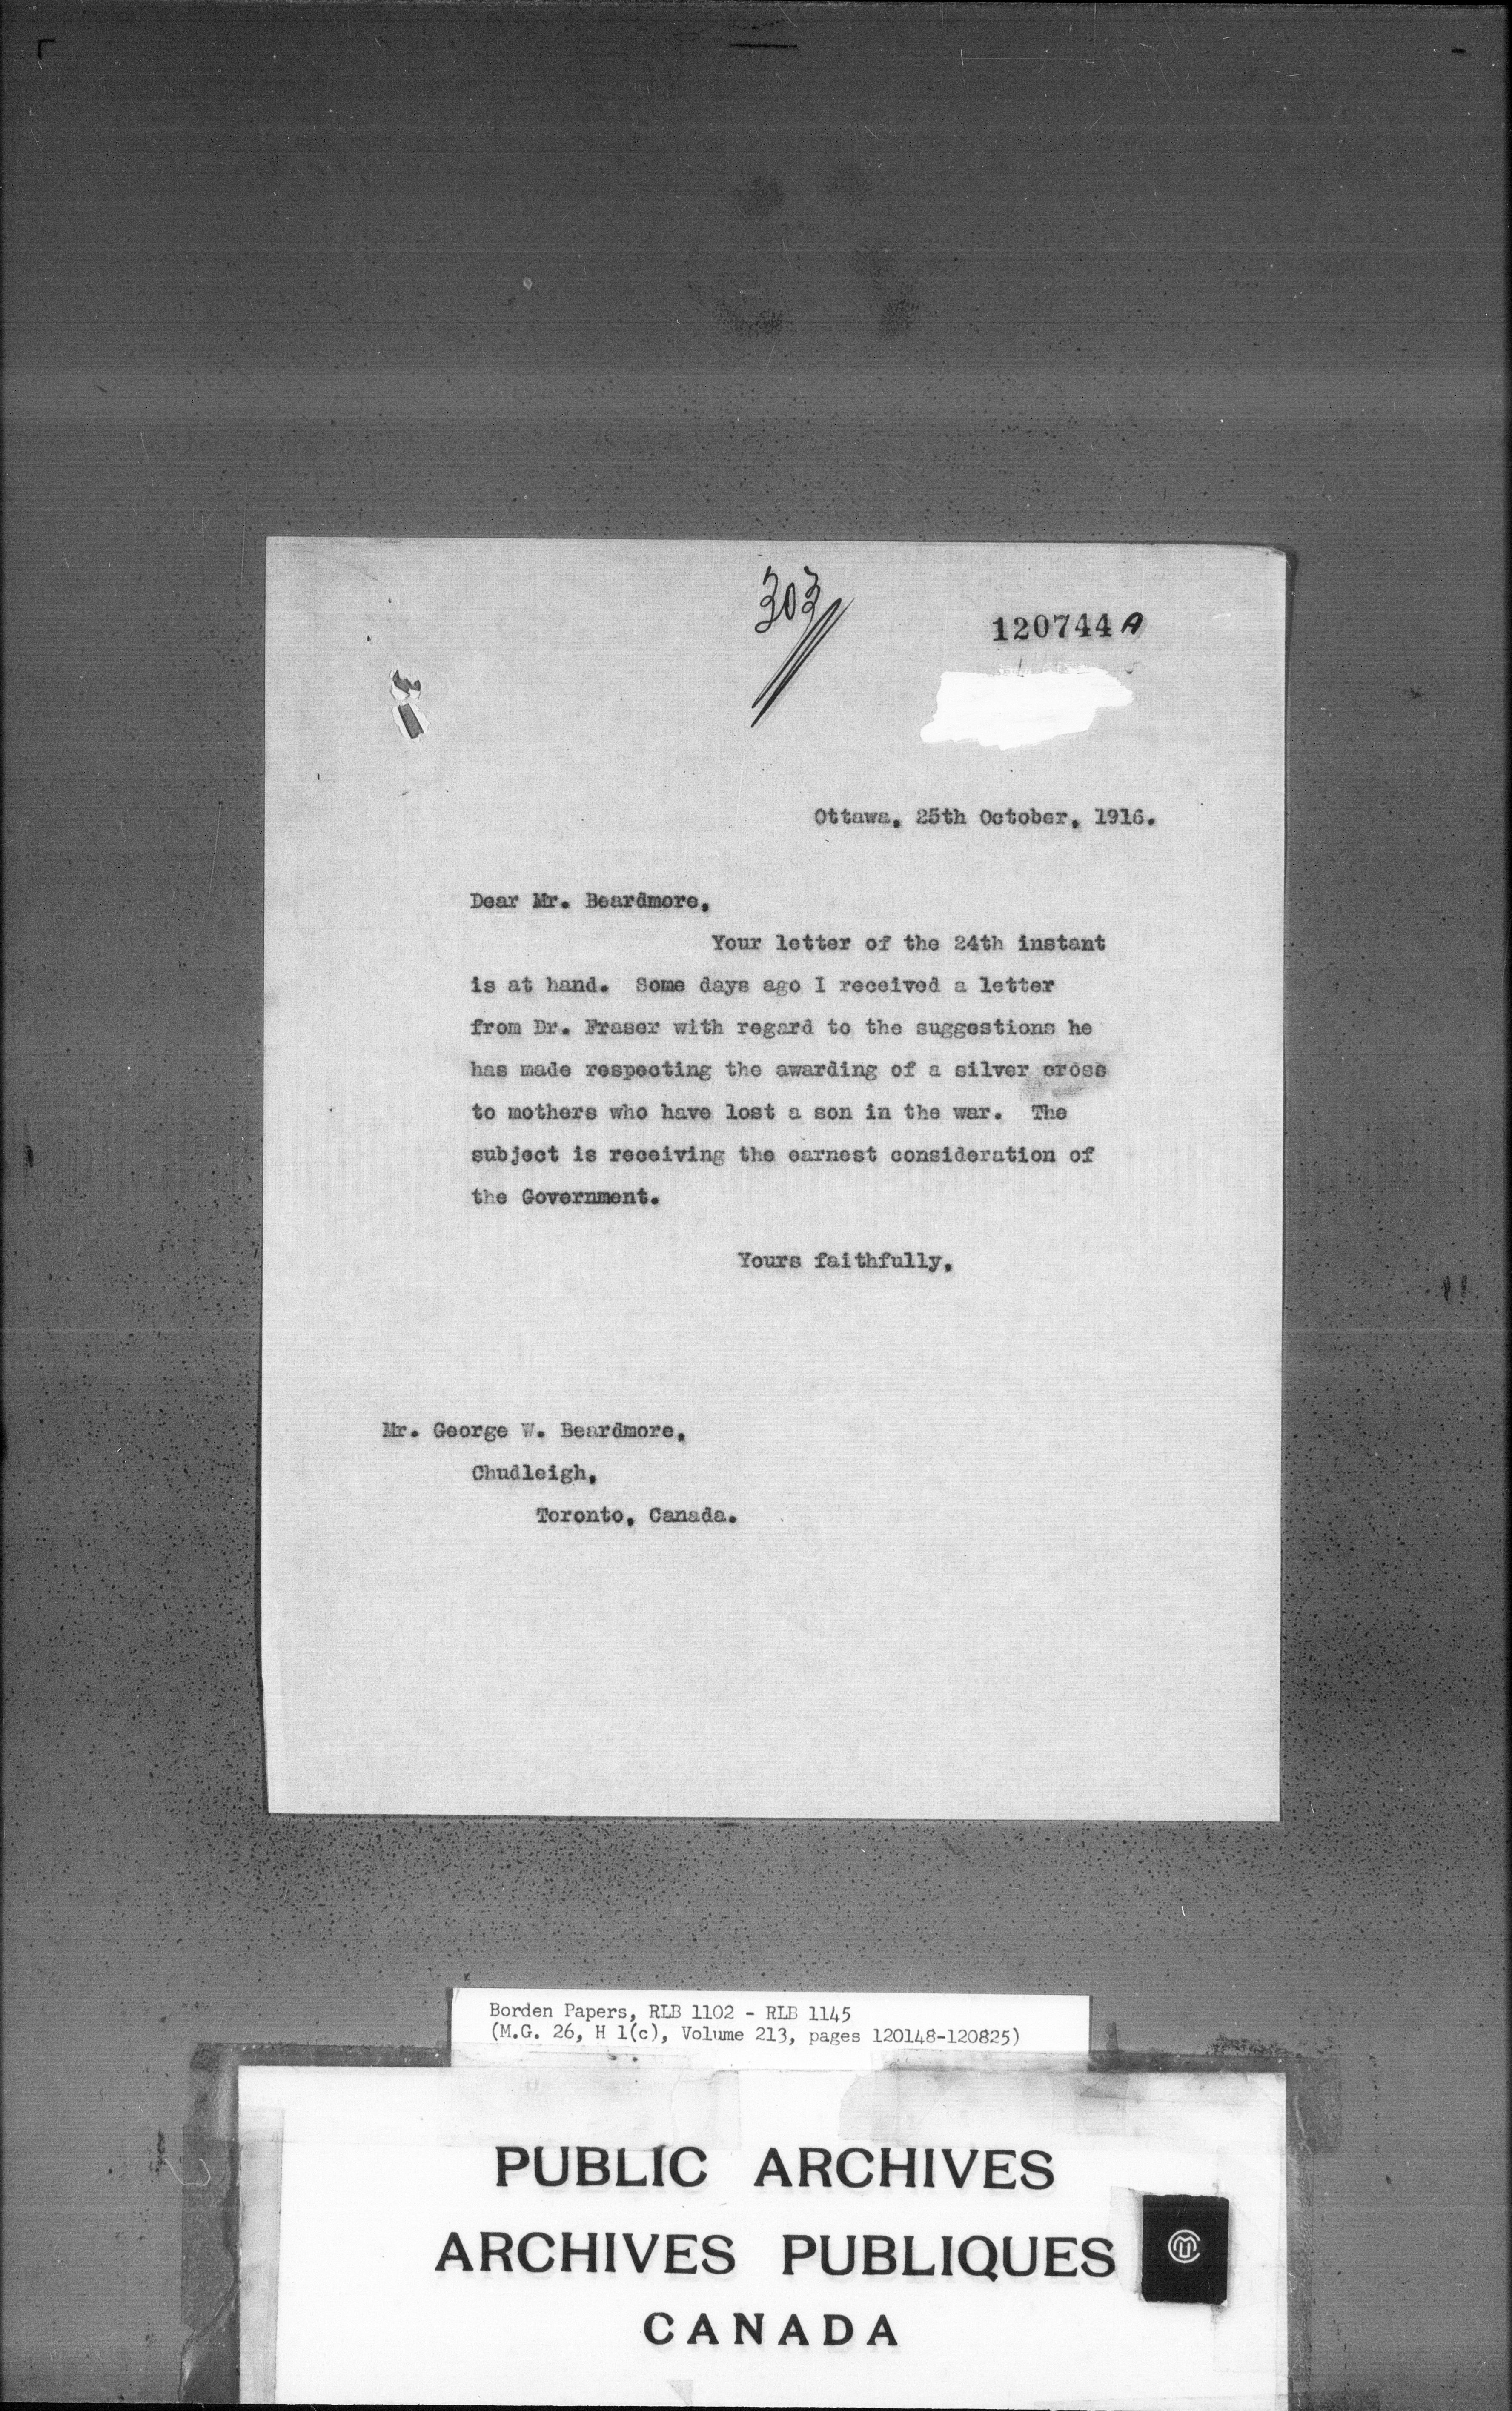 303
120744 A
Ottawa, 25th October, 1916.
Dear Mr. Beardmore,
Your letter of the 24th instant
is at hand. Some days ago I received a letter
from Dr. Fraser with regard to the suggestions he
has made respecting the awarding of a silver cross
to mothers who have lost a son in the war. The
subject is receiving the earnest consideration of
the Government.
Yours faithfully,
Mr. George W. Beardmore,
Chudleigh,
Toronto, Canada.
Borden Papers, RLB 1102 - RLB 1145
(M.G. 26, H 1(c), Volume 213, pages 120148-120825)
PUBLIC ARCHIVES
ARCHIVES PUBLIQUES
CANADA